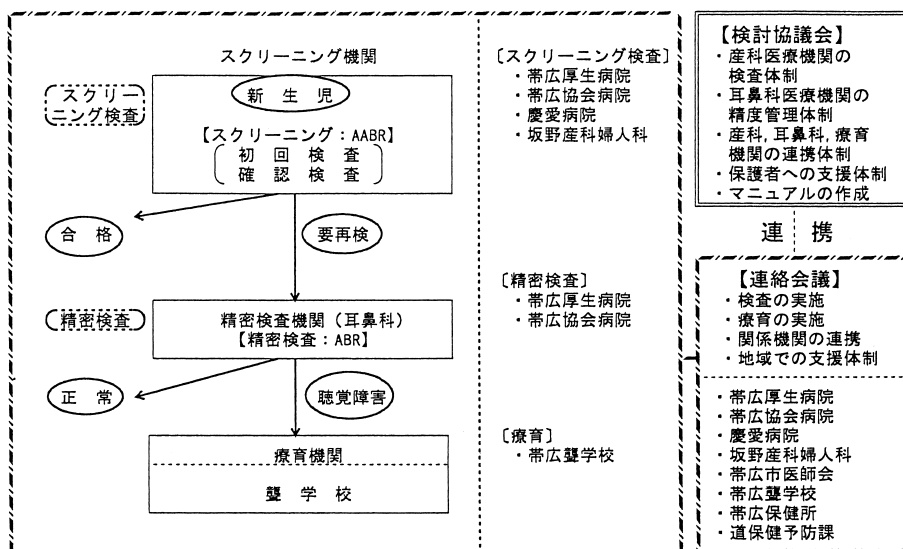 スクリーニング機関
スクリー
ニング検査
新生児
【スクリーニング：AABR】
初回検査
確認検査
合格
要再検
精密検査
精密検査機関（耳鼻科）
【精密検査：ABR】
正常
聴覚障害
療育機関
聾学校
〔スクリーニング検査〕
・帯広厚生病院
・帯広協会病院
・慶愛病院
・坂野産科婦人科
〔精密検査〕
・帯広厚生病院
・帯広協会病院
〔療育〕
・帯広聾学校
【検討協議会】
・産科医療機関の
検査体制
・耳鼻科医療機関の
精度管理体制
・産科，耳鼻科，療育
機関の連携体制
・保護者への支援体制
・マニュアルの作成
連携
【連絡会議】
・検査の実施
・療育の実施
・関係機関の連携
・地域での支援体制
・帯広厚生病院
・帯広協会病院
・慶愛病院
・坂野産科婦人科
・帯広市医師会
・帯広聾学校
・帯広保健所
・道保健予防課